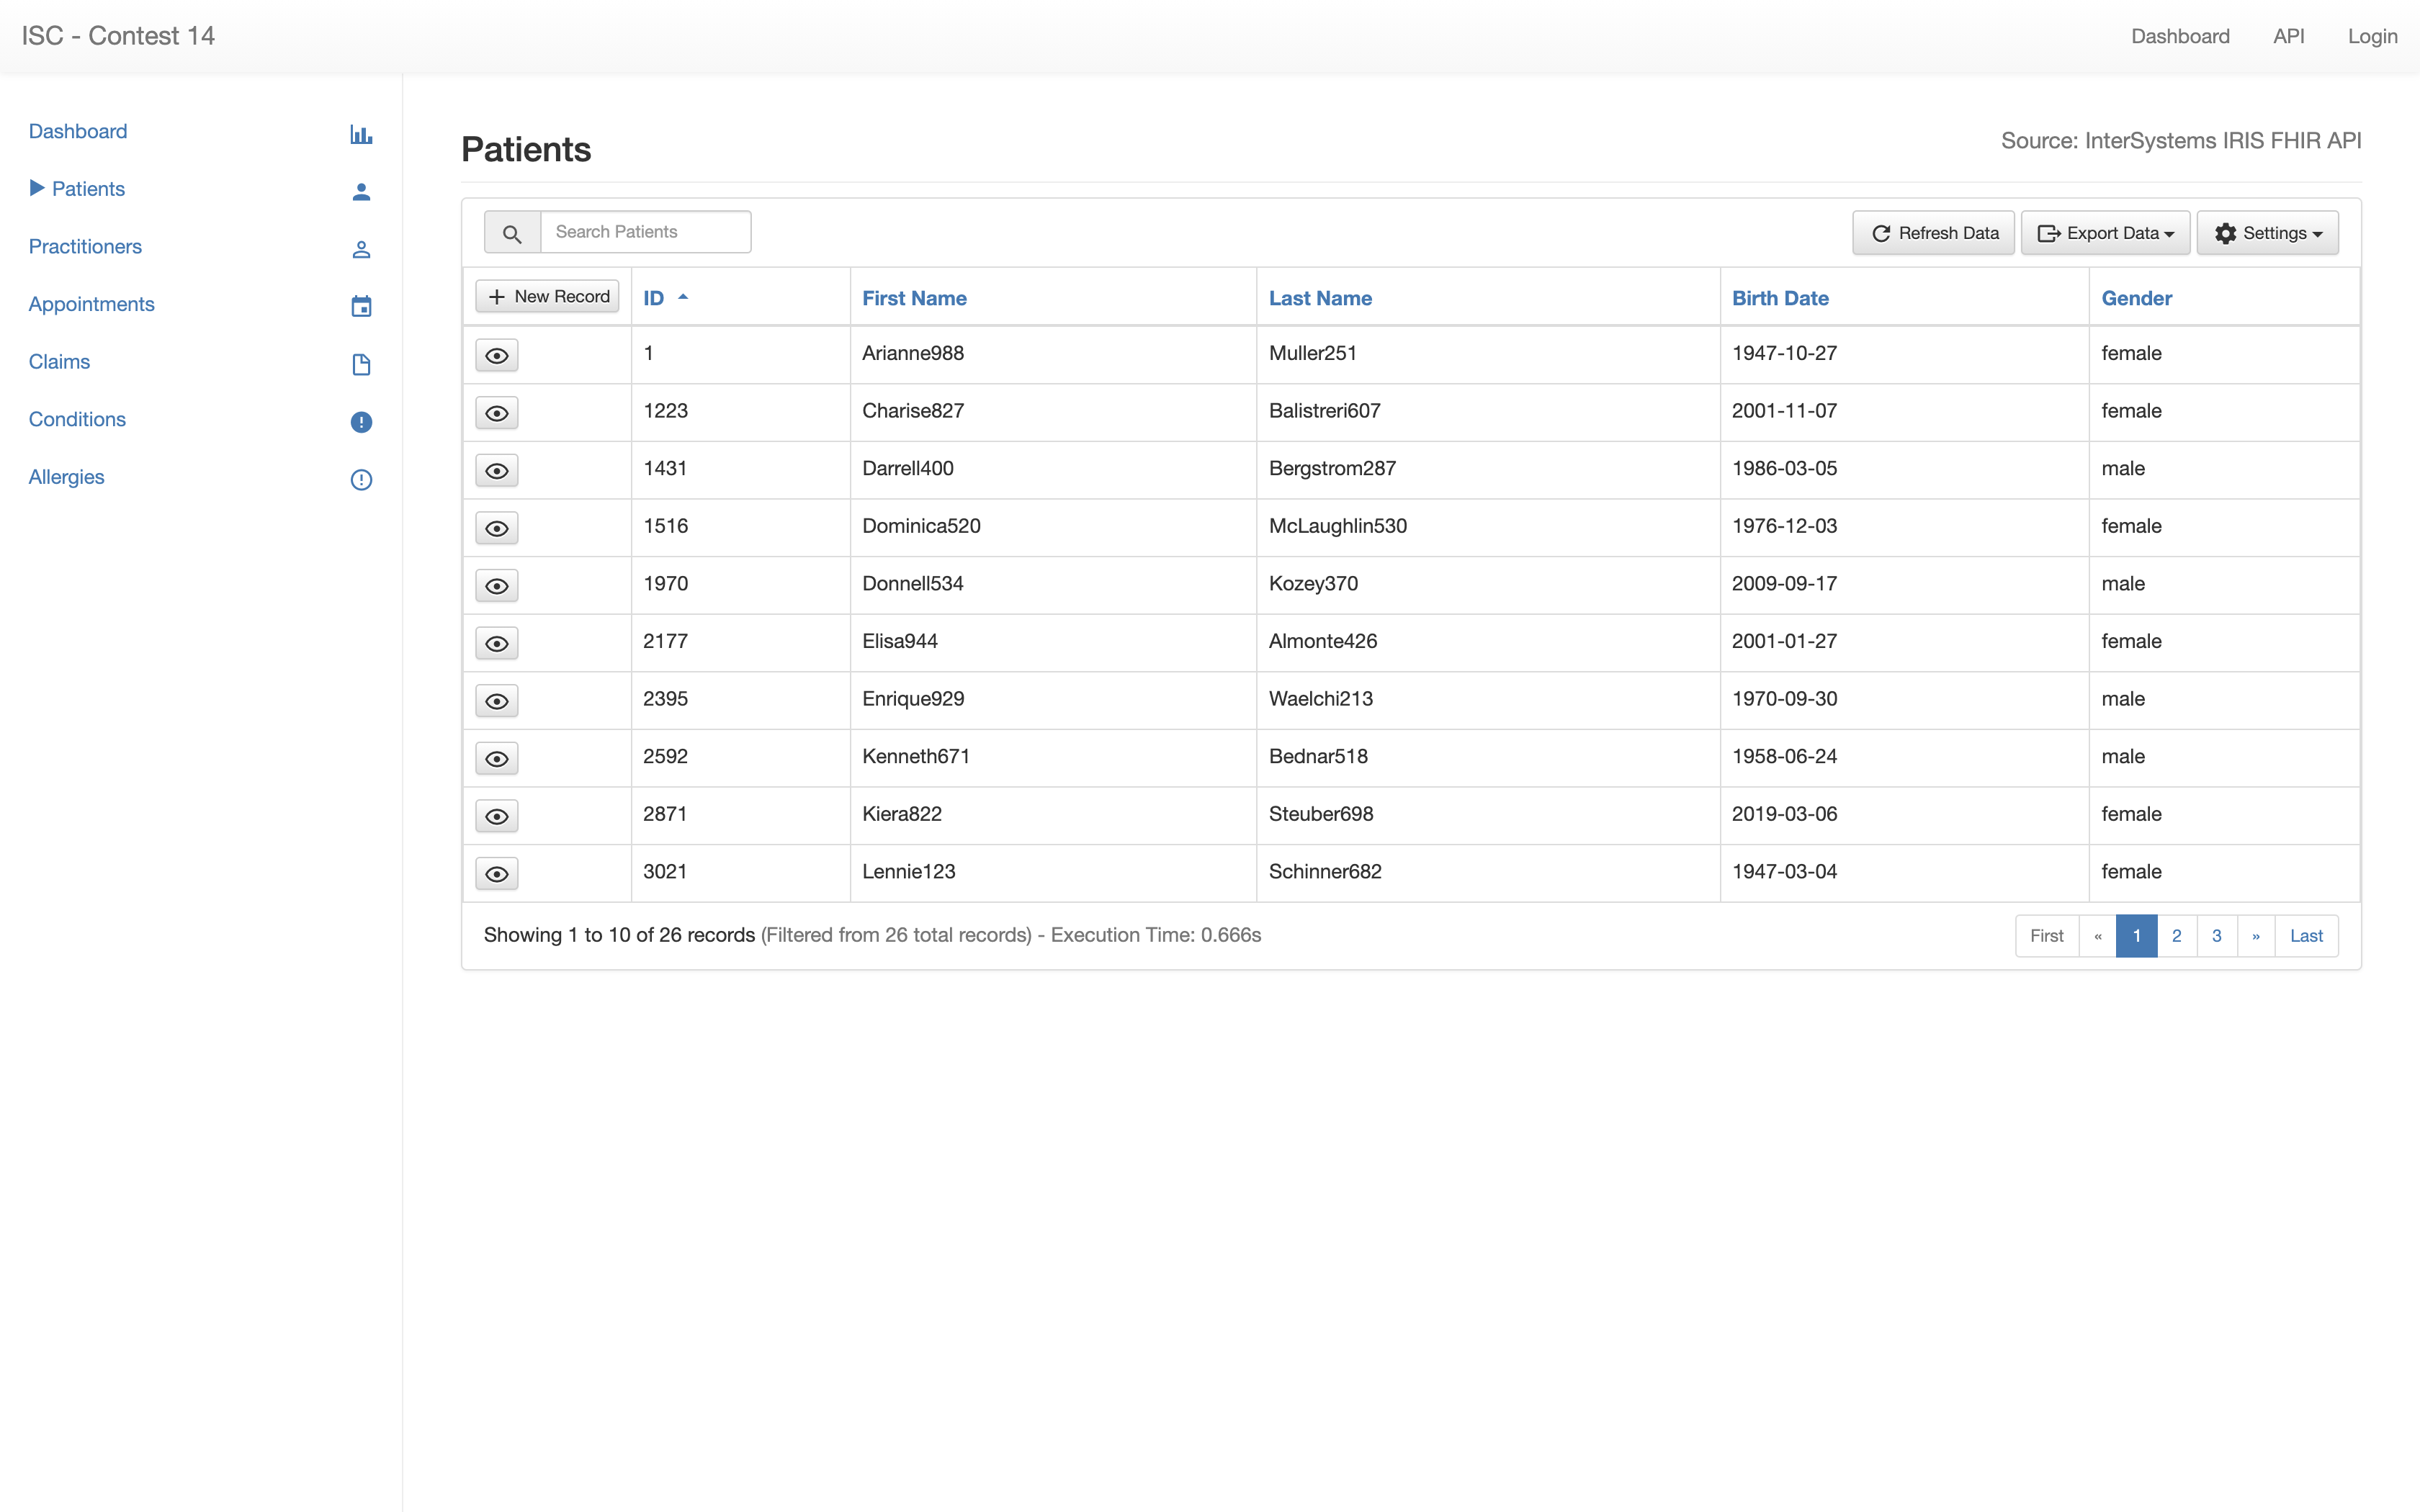 ISC - Contest 14 Dashboard API Login
Dashboard
Patients
Practitioners
Appointments
Claims
Conditions
Allergies
Patients Source: InterSystems IRIS FHIR API
Search Patients Refresh Data Export Data Settings
New Record ID First Name Last Name Birth Date Gender
1 Arianne988 Muller251 1947-10-27 female
1223 Charise827 Balistreri607 2001-11-07 female
1431 Darrell400 Bergstrom287 1986-03-05 male
1516 Dominica520 McLaughlin530 1976-12-03 female
1970 Donnell534 Kozey370 2009-09-17 male
2177 Elisa944 Almonte426 2001-01-27 female
2395 Enrique929 Waelchi213 1970-09-30 male
2592 Kenneth671 Bednar518 1958-06-24 male
2871 Kiera822 Steuber698 2019-03-06 female
3021 Lennie123 Schinner682 1947-03-04 female
Showing 1 to 10 of 26 records (Filtered from 26 total records) - Execution Time: 0.666s First « 1 2 3 » Last